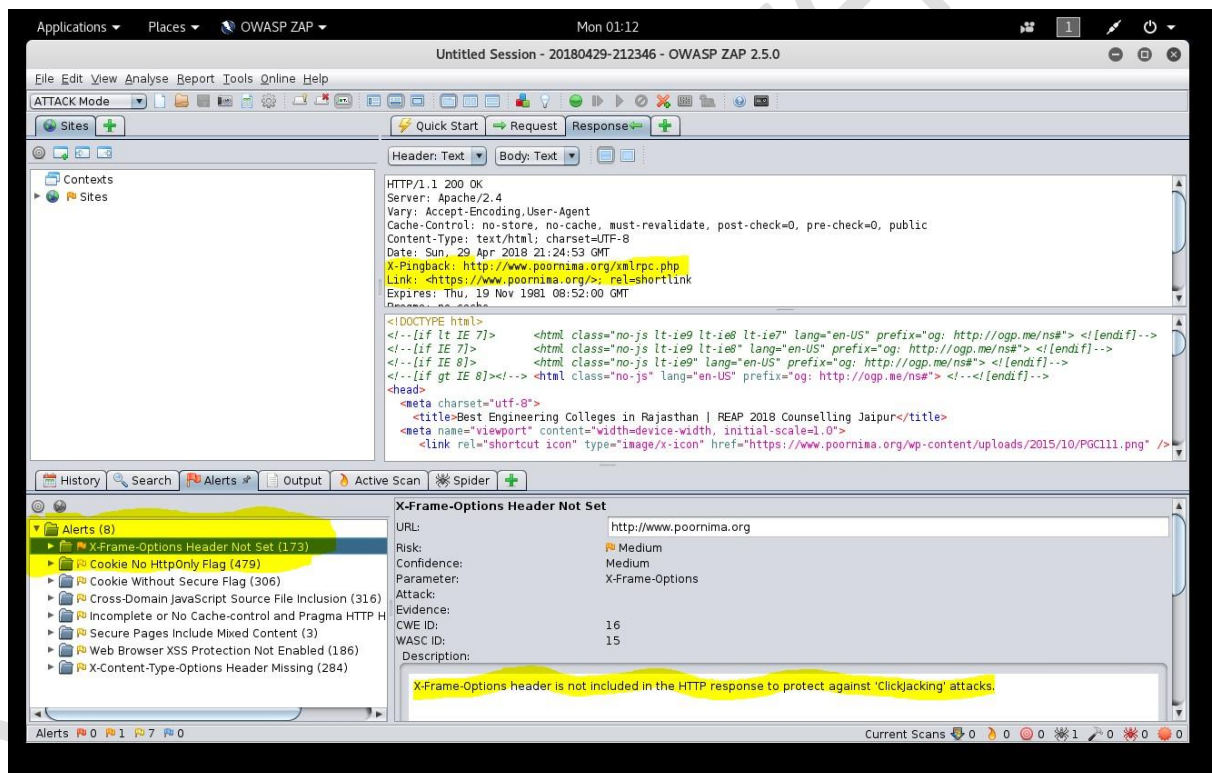 Applications Places OWASP ZAP Mon 01:12 1
Untitled Session - 20180429-212346 - OWASP ZAP 2.5.0
File Edit View Analyse Report Tools Online Help
ATTACK Mode
Sites
Quick Start Request Response
Header: Text Body: Text
Contexts
Sites
HTTP/1.1 200 OK
Server: Apache/2.4
Vary: Accept-Encoding,User-Agent
Cache-Control: no-store, no-cache, must-revalidate, post-check=0, pre-check=0, public
Content-Type: text/html; charset=UTF-8
Date: Sun, 29 Apr 2018 21:24:53 GMT
X-Pingback: http://www.poornima.org/xmlrpc.php
Link: <https://www.poornima.org/>; rel=shortlink
Expires: Thu, 19 Nov 1981 08:52:00 GMT
Pragma: no-cache
<!DOCTYPE html>
<!--[if lt IE 7]> <html class="no-js lt-ie9 lt-ie8 lt-ie7" lang="en-US" prefix="og: http://ogp.me/ns#"> <![endif]-->
<!--[if IE 7]> <html class="no-js lt-ie9 lt-ie8" lang="en-US" prefix="og: http://ogp.me/ns#"> <![endif]-->
<!--[if IE 8]> <html class="no-js lt-ie9" lang="en-US" prefix="og: http://ogp.me/ns#"> <![endif]-->
<!--[if gt IE 8]><!--> <html class="no-js" lang="en-US" prefix="og: http://ogp.me/ns#"> <!--<![endif]-->
<head>
<meta charset="utf-8">
<title>Best Engineering Colleges in Rajasthan | REAP 2018 Counselling Jaipur</title>
<meta name="viewport" content="width=device-width, initial-scale=1.0">
<link rel="shortcut icon" type="image/x-icon" href="https://www.poornima.org/wp-content/uploads/2015/10/PGC111.png" />
History Search Alerts Output Active Scan Spider
Alerts (8)
X-Frame-Options Header Not Set (173)
Cookie No HttpOnly Flag (479)
Cookie Without Secure Flag (306)
Cross-Domain JavaScript Source File Inclusion (316)
Incomplete or No Cache-control and Pragma HTTP H
Secure Pages Include Mixed Content (3)
Web Browser XSS Protection Not Enabled (186)
X-Content-Type-Options Header Missing (284)
X-Frame-Options Header Not Set
URL: http://www.poornima.org
Risk: Medium
Confidence: Medium
Parameter: X-Frame-Options
Attack:
Evidence:
CWE ID: 16
WASC ID: 15
Description:
X-Frame-Options header is not included in the HTTP response to protect against 'ClickJacking' attacks.
Alerts 0 1 7 0 Current Scans 0 0 0 1 0 0 0